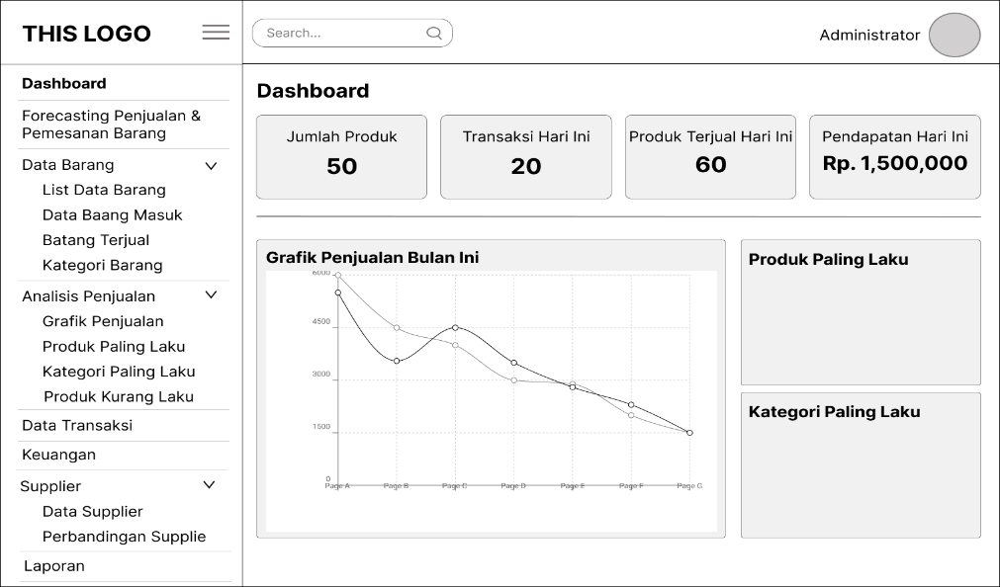 THIS LOGO
Search...
Administrator
Dashboard
Forecasting Penjualan &
Pemesanan Barang
Data Barang
List Data Barang
Data Baang Masuk
Batang Terjual
Kategori Barang
Analisis Penjualan
Grafik Penjualan
Produk Paling Laku
Kategori Paling Laku
Produk Kurang Laku
Data Transaksi
Keuangan
Supplier
Data Supplier
Perbandingan Supplie
Laporan
Dashboard
Jumlah Produk
50
Transaksi Hari Ini
20
Produk Terjual Hari Ini
60
Pendapatan Hari Ini
Rp. 1,500,000
Grafik Penjualan Bulan Ini
6000
4500
3000
1500
0
Page A Page B Page C Page D Page E Page F Page G
Produk Paling Laku
Kategori Paling Laku